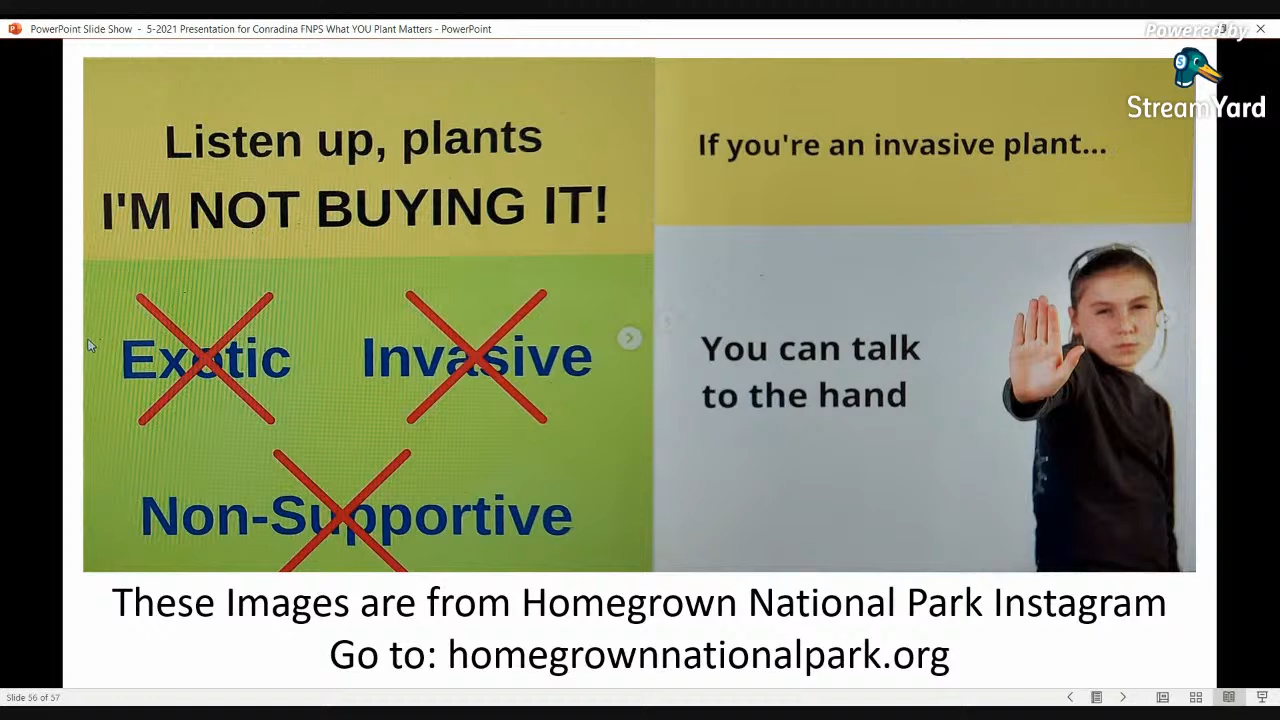 PowerPoint Slide Show - 5-2021 Presentation for Conradina FNPS What YOU Plant Matters - PowerPoint
Powered by
StreamYard
Listen up, plants
I'M NOT BUYING IT!
Exotic Invasive
Non-Supportive
If you're an invasive plant...
You can talk
to the hand
These Images are from Homegrown National Park Instagram
Go to: homegrownnationalpark.org
Slide 56 of 57